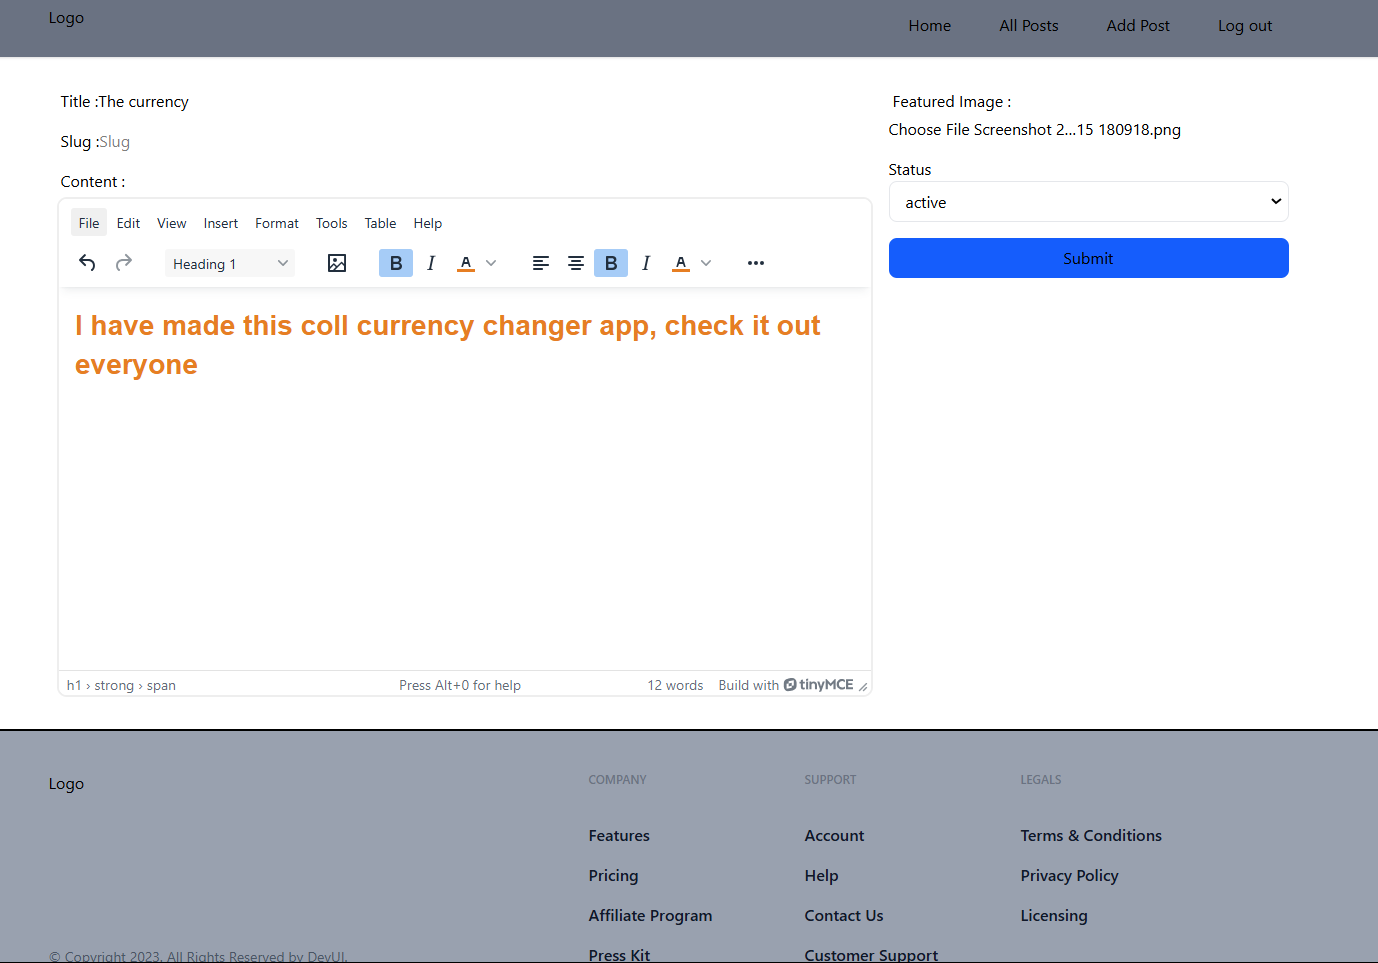 Logo
Home
All Posts
Add Post
Log out
Title :The currency
Slug :Slug
Content :
File Edit View Insert Format Tools Table Help
Heading 1
B I A B I A
I have made this coll currency changer app, check it out
everyone
h1 › strong › span
Press Alt+0 for help
12 words
Build with tinyMCE
Featured Image :
Choose File Screenshot 2...15 180918.png
Status
active
Submit
Logo
© Copyright 2023. All Rights Reserved by DevUI.
COMPANY
Features
Pricing
Affiliate Program
Press Kit
SUPPORT
Account
Help
Contact Us
Customer Support
LEGALS
Terms & Conditions
Privacy Policy
Licensing